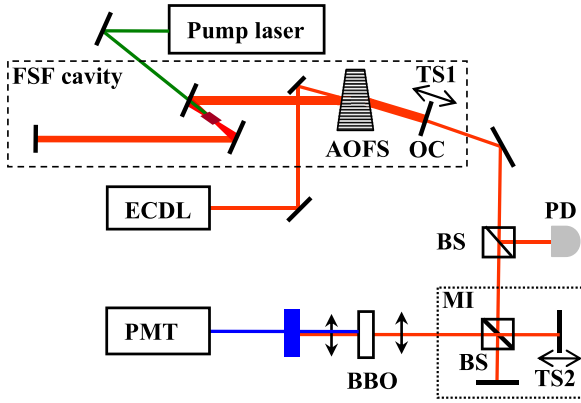 Pump laser
FSF cavity
TS1
AOFS
OC
ECDL
PD
BS
MI
PMT
BS
BBO
TS2